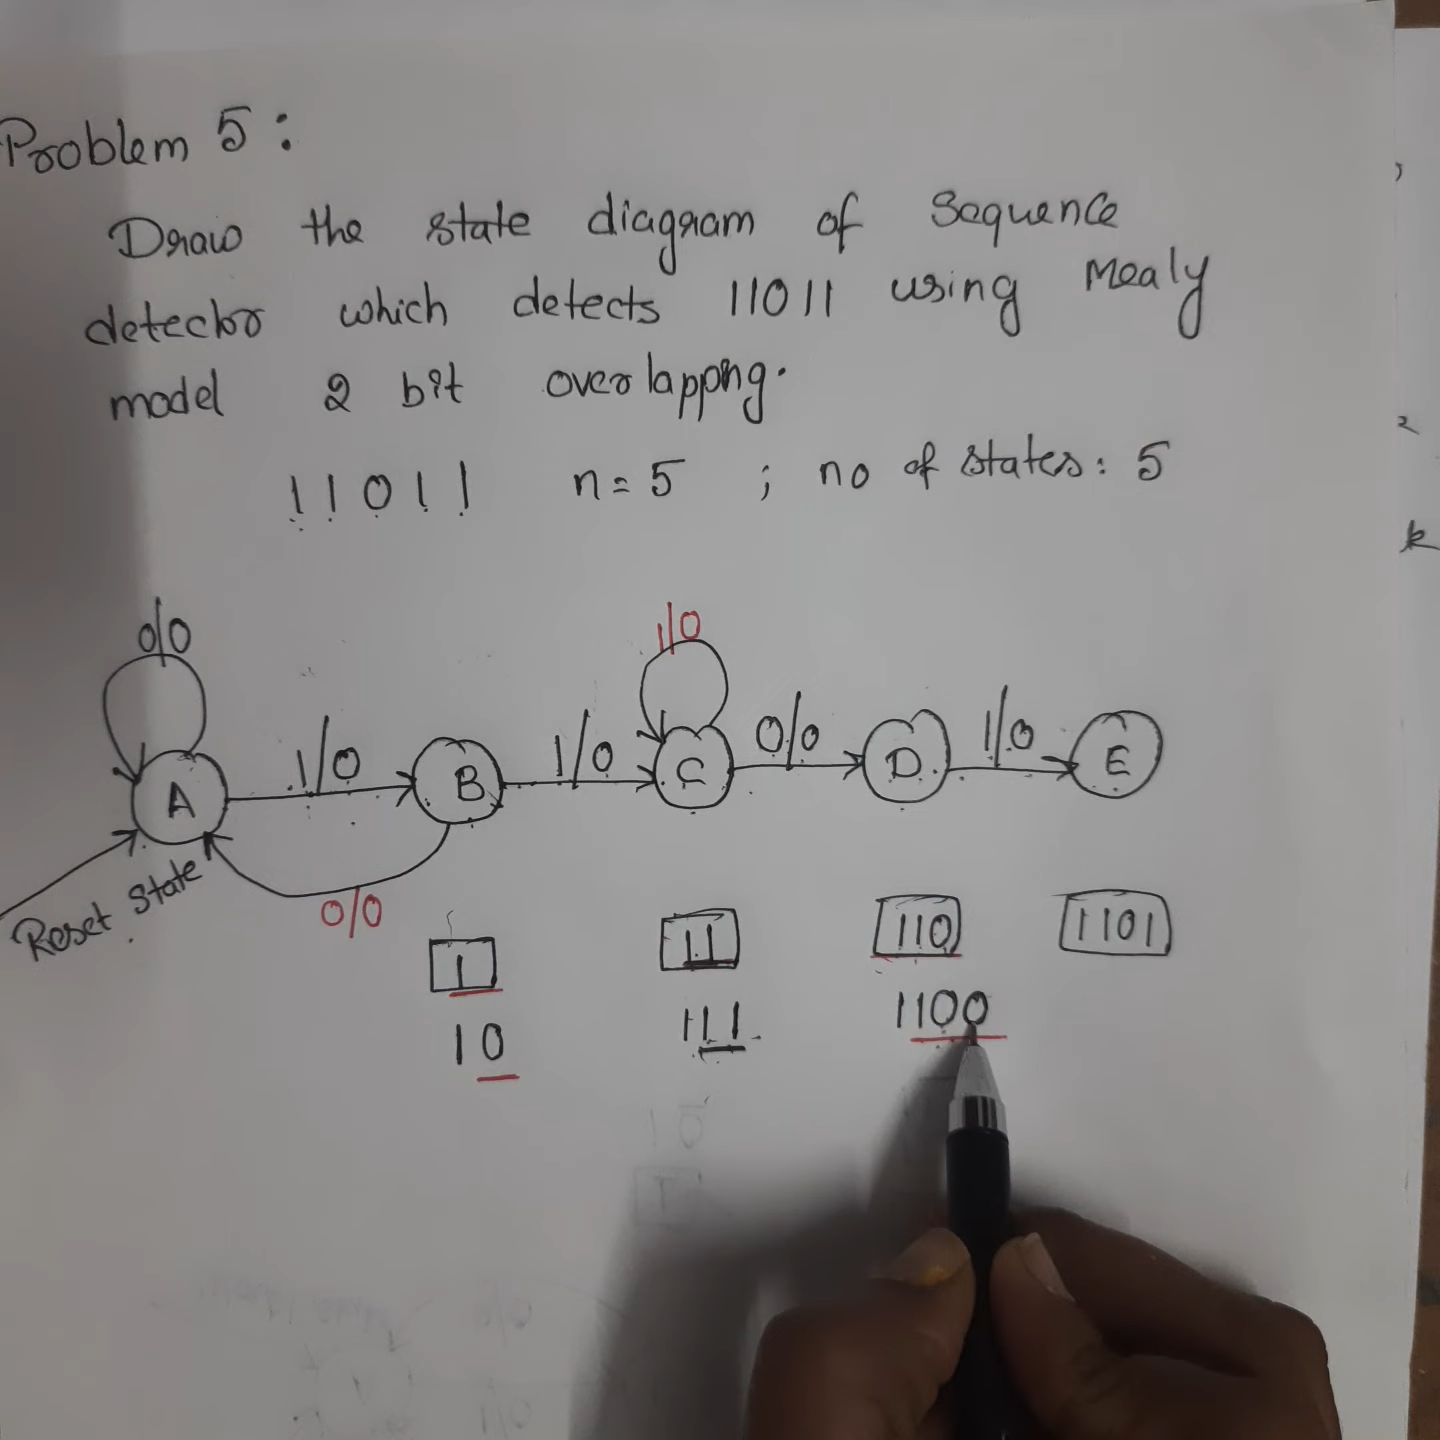 Problem 5:
Draw the state diagram of Sequence
detector which detects 11011 using Mealy
model 2 bit overlapping.
11011 n=5 ; no of states: 5
0/0 1/0
1/0 1/0 0/0 1/0
A B C D E
Reset State 0/0
1 11 110 1101
10 111 1100